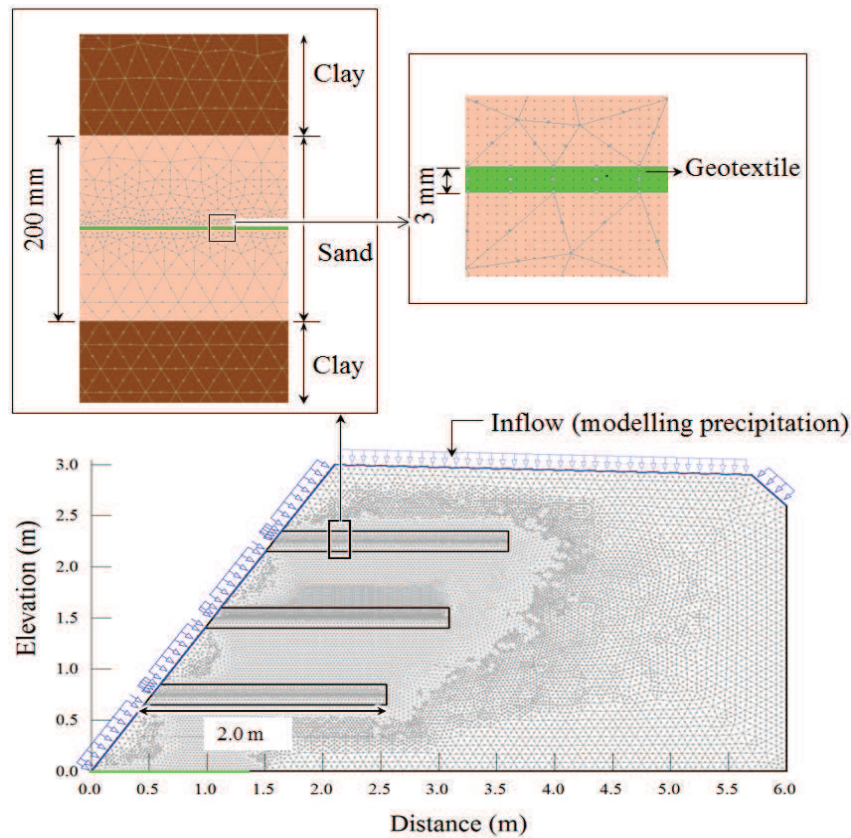 Clay
200 mm
Sand
Clay
Geotextile
3 mm
Inflow (modelling precipitation)
Elevation (m)
3.0
2.5
2.0
1.5
1.0
0.5
0.0
2.0 m
0.0 0.5 1.0 1.5 2.0 2.5 3.0 3.5 4.0 4.5 5.0 5.5 6.0
Distance (m)